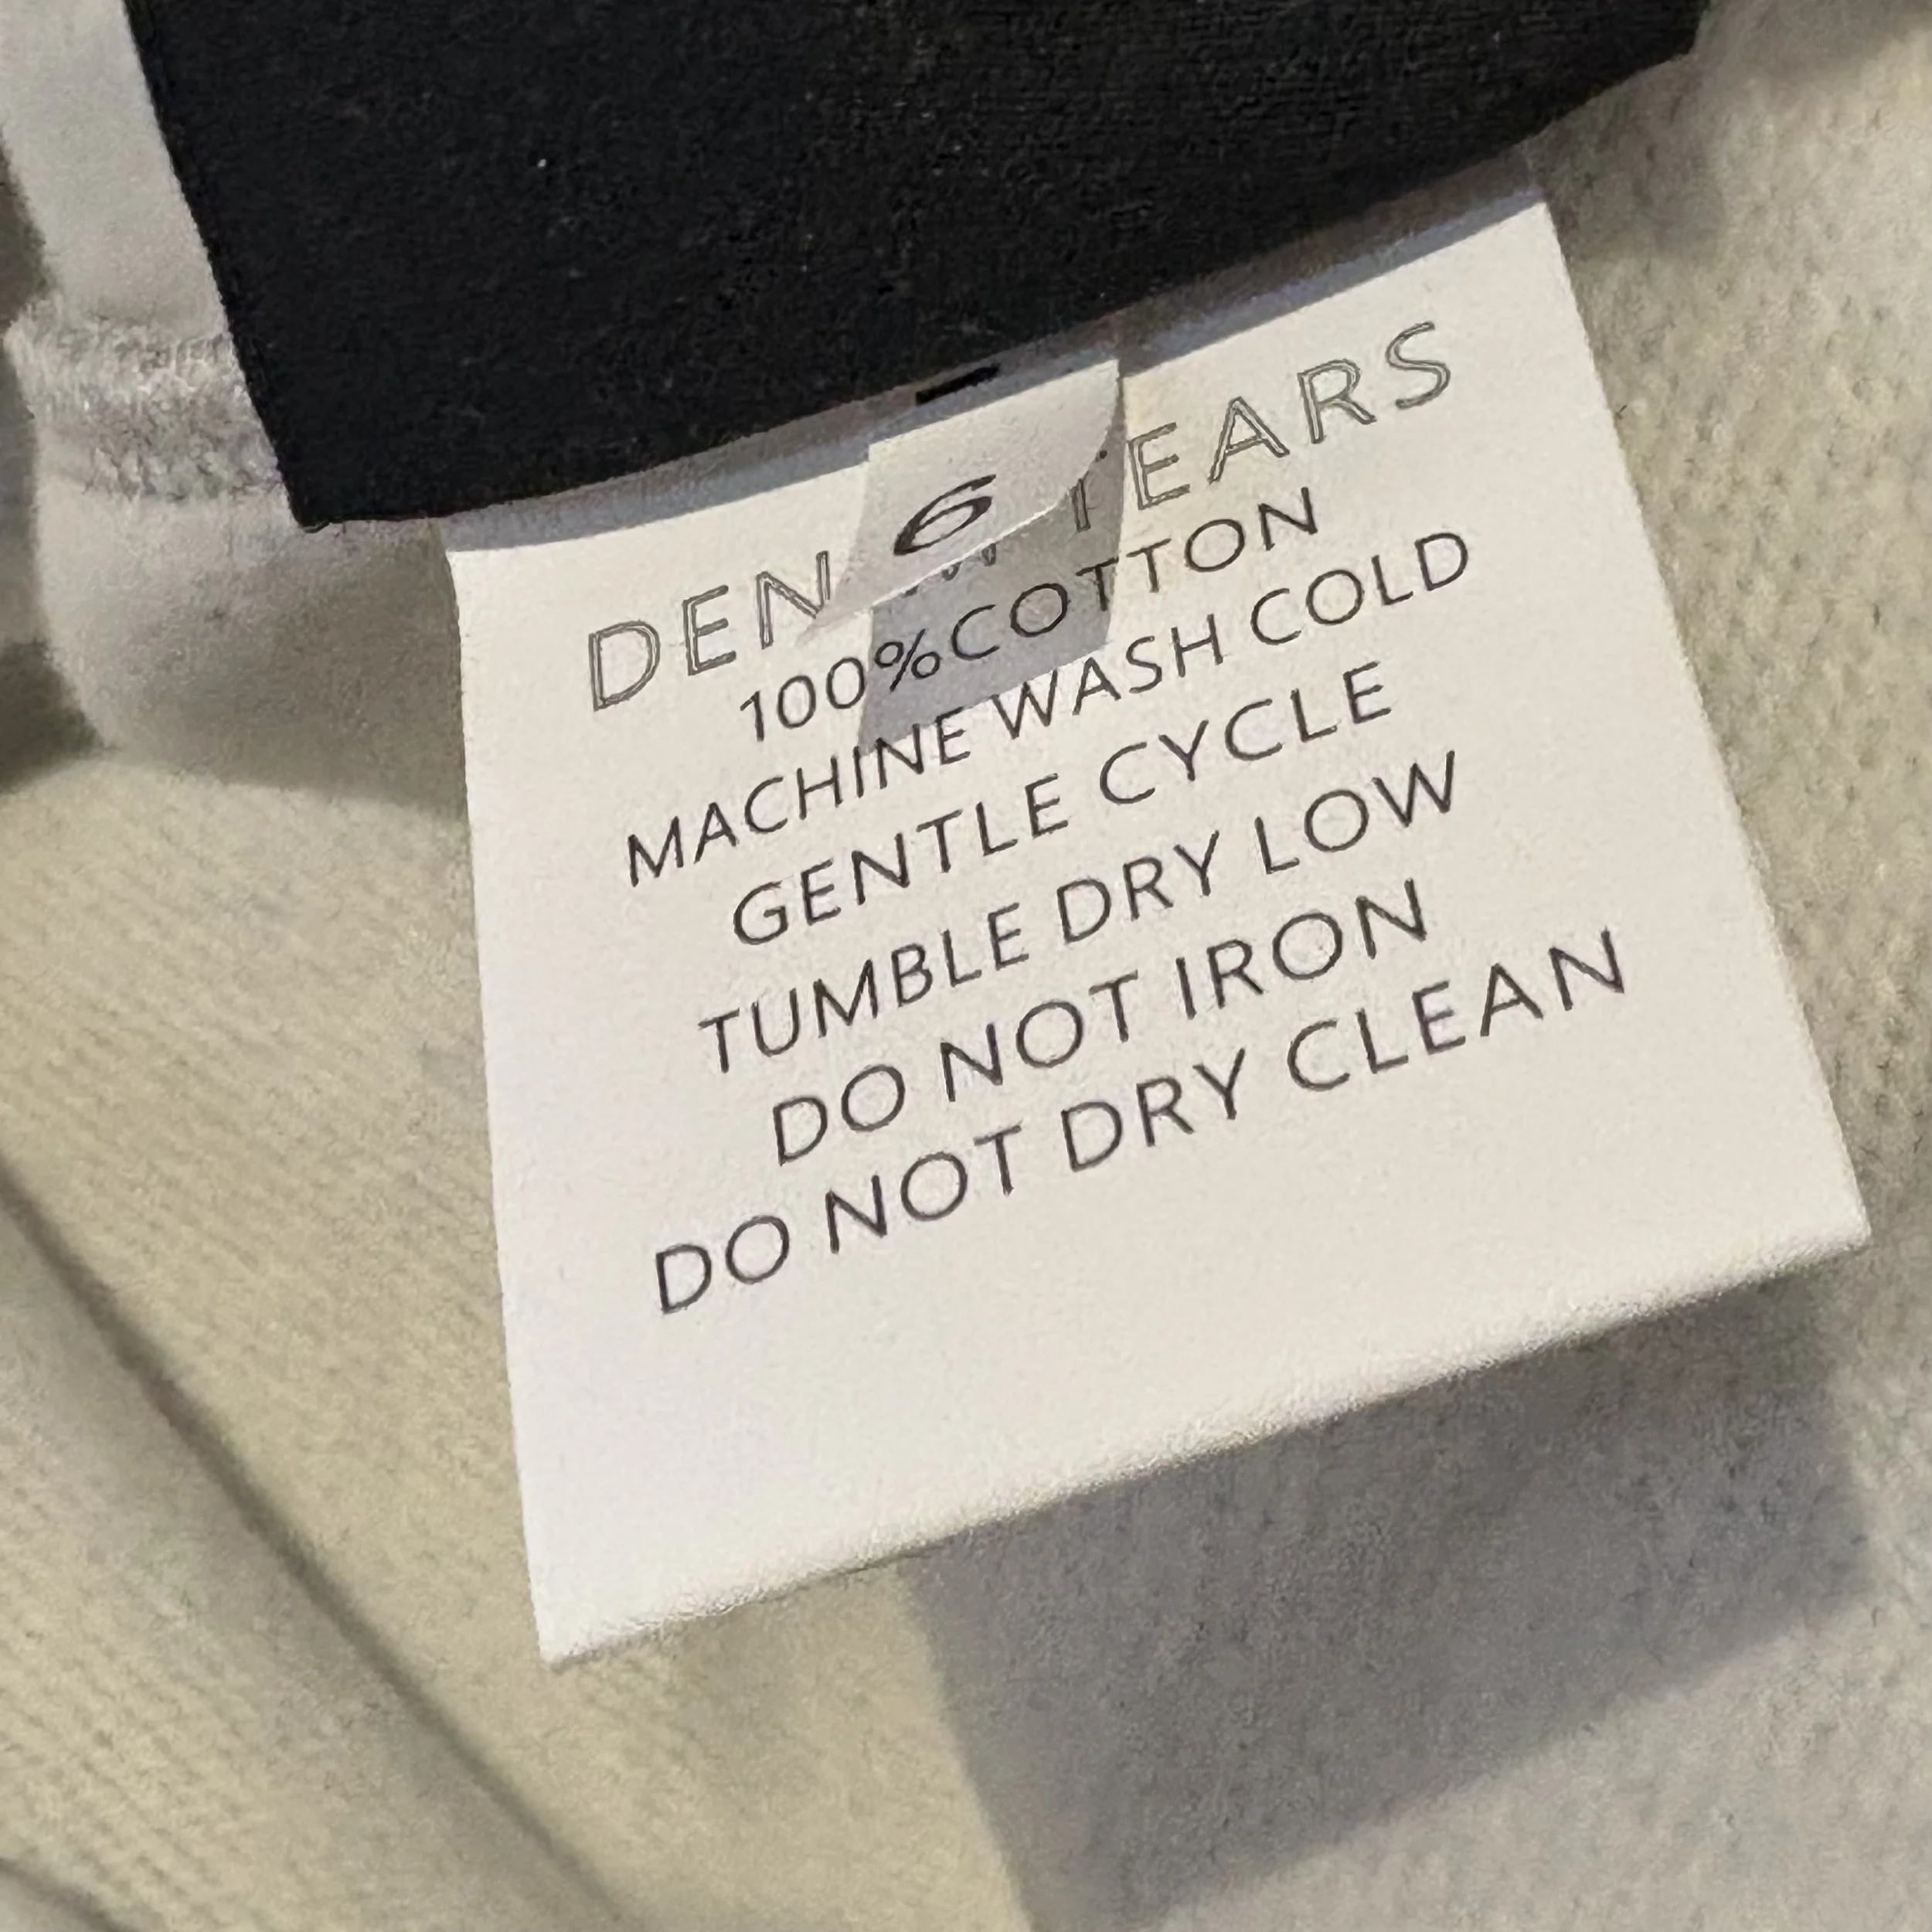 6
DEN TEARS
100%COTTON
MACHINE WASH COLD
GENTLE CYCLE
TUMBLE DRY LOW
DO NOT IRON
DO NOT DRY CLEAN